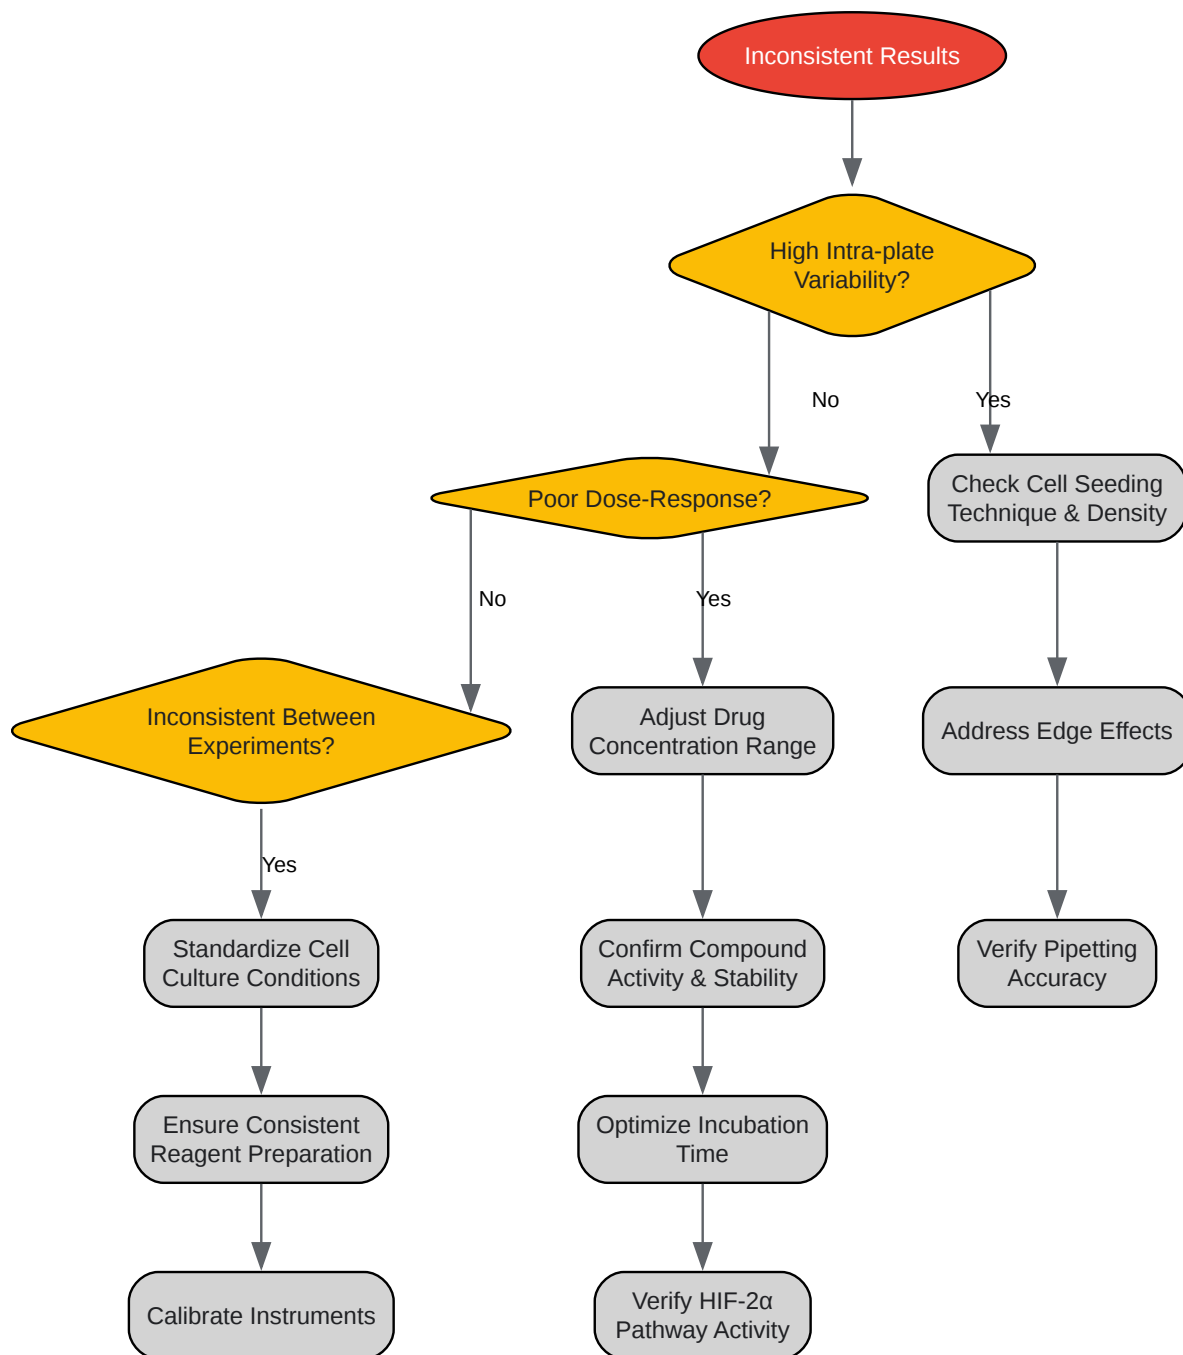 Inconsistent Results
High Intra-plate
Variability?
No
Yes
Poor Dose-Response?
Check Cell Seeding
Technique & Density
No
Yes
Inconsistent Between
Experiments?
Adjust Drug
Concentration Range
Address Edge Effects
Yes
Standardize Cell
Culture Conditions
Confirm Compound
Activity & Stability
Verify Pipetting
Accuracy
Ensure Consistent
Reagent Preparation
Optimize Incubation
Time
Calibrate Instruments
Verify HIF-2α
Pathway Activity